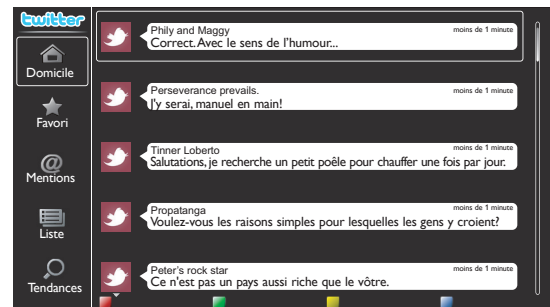 twitter
Domicile
Favori
Mentions
Liste
Tendances
Phily and Maggy
moins de 1 minute
Correct. Avec le sens de l'humour...
Perseverance prevails.
moins de 1 minute
J'y serai, manuel en main!
Tinner Loberto
moins de 1 minute
Salutations, je recherche un petit poêle pour chauffer une fois par jour.
Propatanga
moins de 1 minute
Voulez-vous les raisons simples pour lesquelles les gens y croient?
Peter's rock star
moins de 1 minute
Ce n'est pas un pays aussi riche que le vôtre.